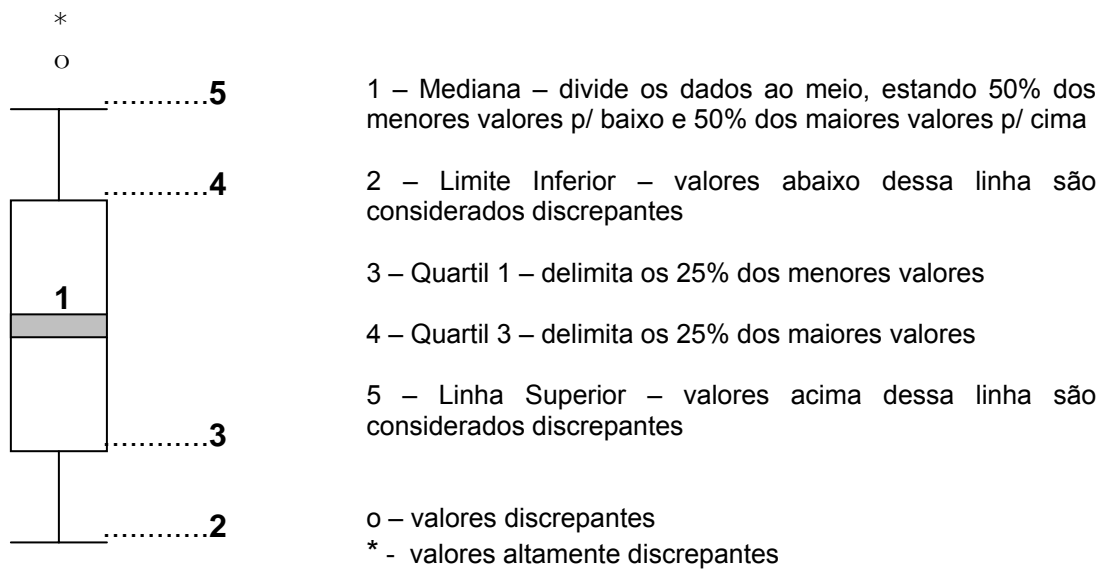 *
o
............5
............4
1
............3
............2
1 – Mediana – divide os dados ao meio, estando 50% dos
menores valores p/ baixo e 50% dos maiores valores p/ cima
2 – Limite Inferior – valores abaixo dessa linha são
considerados discrepantes
3 – Quartil 1 – delimita os 25% dos menores valores
4 – Quartil 3 – delimita os 25% dos maiores valores
5 – Linha Superior – valores acima dessa linha são
considerados discrepantes
o – valores discrepantes
* - valores altamente discrepantes